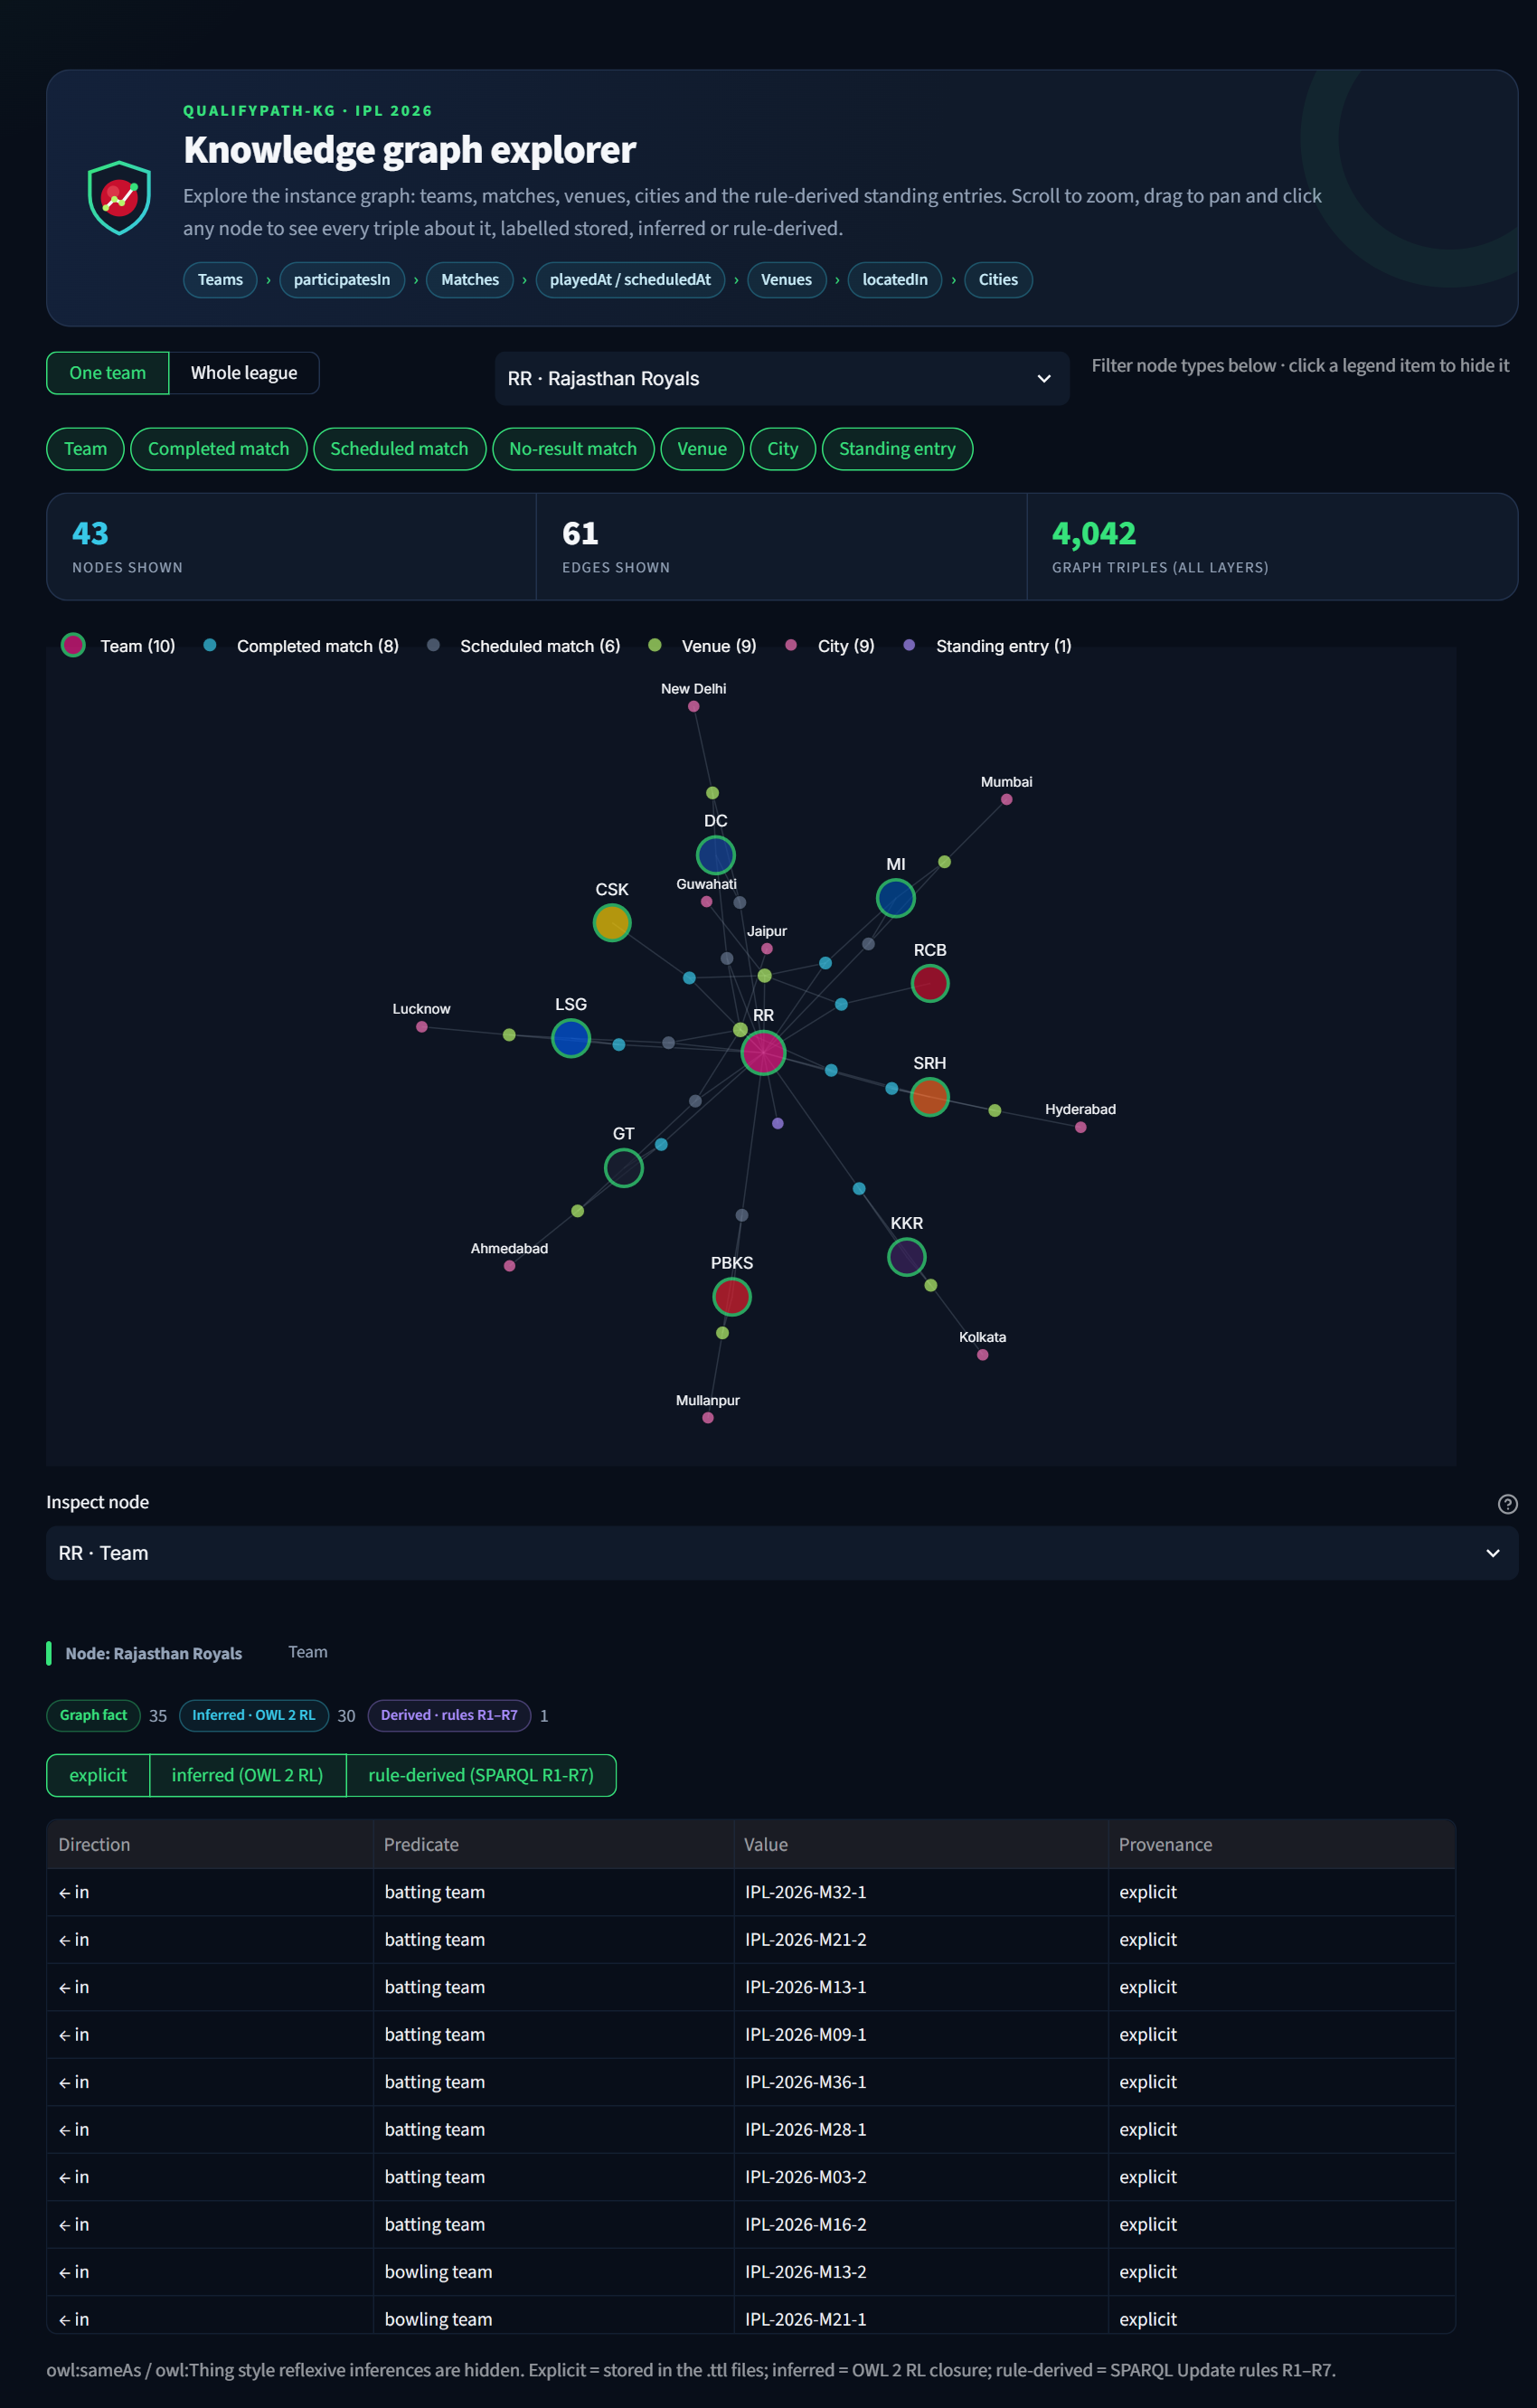 QUALIFYPATH-KG · IPL 2026
Knowledge graph explorer
Explore the instance graph: teams, matches, venues, cities and the rule-derived standing entries. Scroll to zoom, drag to pan and click
any node to see every triple about it, labelled stored, inferred or rule-derived.
Teams › participatesIn › Matches › playedAt / scheduledAt › Venues › locatedIn › Cities
One team Whole league RR · Rajasthan Royals Filter node types below · click a legend item to hide it
Team Completed match Scheduled match No-result match Venue City Standing entry
43 61 4,042
NODES SHOWN EDGES SHOWN GRAPH TRIPLES (ALL LAYERS)
Team (10) Completed match (8) Scheduled match (6) Venue (9) City (9) Standing entry (1)
New Delhi
Mumbai
DC
MI
Guwahati
CSK
Jaipur
RCB
LSG
Lucknow
RR
SRH
Hyderabad
GT
KKR
Ahmedabad
PBKS
Kolkata
Mullanpur
Inspect node
RR · Team
Node: Rajasthan Royals Team
Graph fact 35 Inferred · OWL 2 RL 30 Derived · rules R1–R7 1
explicit inferred (OWL 2 RL) rule-derived (SPARQL R1-R7)
Direction Predicate Value Provenance
← in batting team IPL-2026-M32-1 explicit
← in batting team IPL-2026-M21-2 explicit
← in batting team IPL-2026-M13-1 explicit
← in batting team IPL-2026-M09-1 explicit
← in batting team IPL-2026-M36-1 explicit
← in batting team IPL-2026-M28-1 explicit
← in batting team IPL-2026-M03-2 explicit
← in batting team IPL-2026-M16-2 explicit
← in bowling team IPL-2026-M13-2 explicit
← in bowling team IPL-2026-M21-1 explicit
owl:sameAs / owl:Thing style reflexive inferences are hidden. Explicit = stored in the .ttl files; inferred = OWL 2 RL closure; rule-derived = SPARQL Update rules R1–R7.